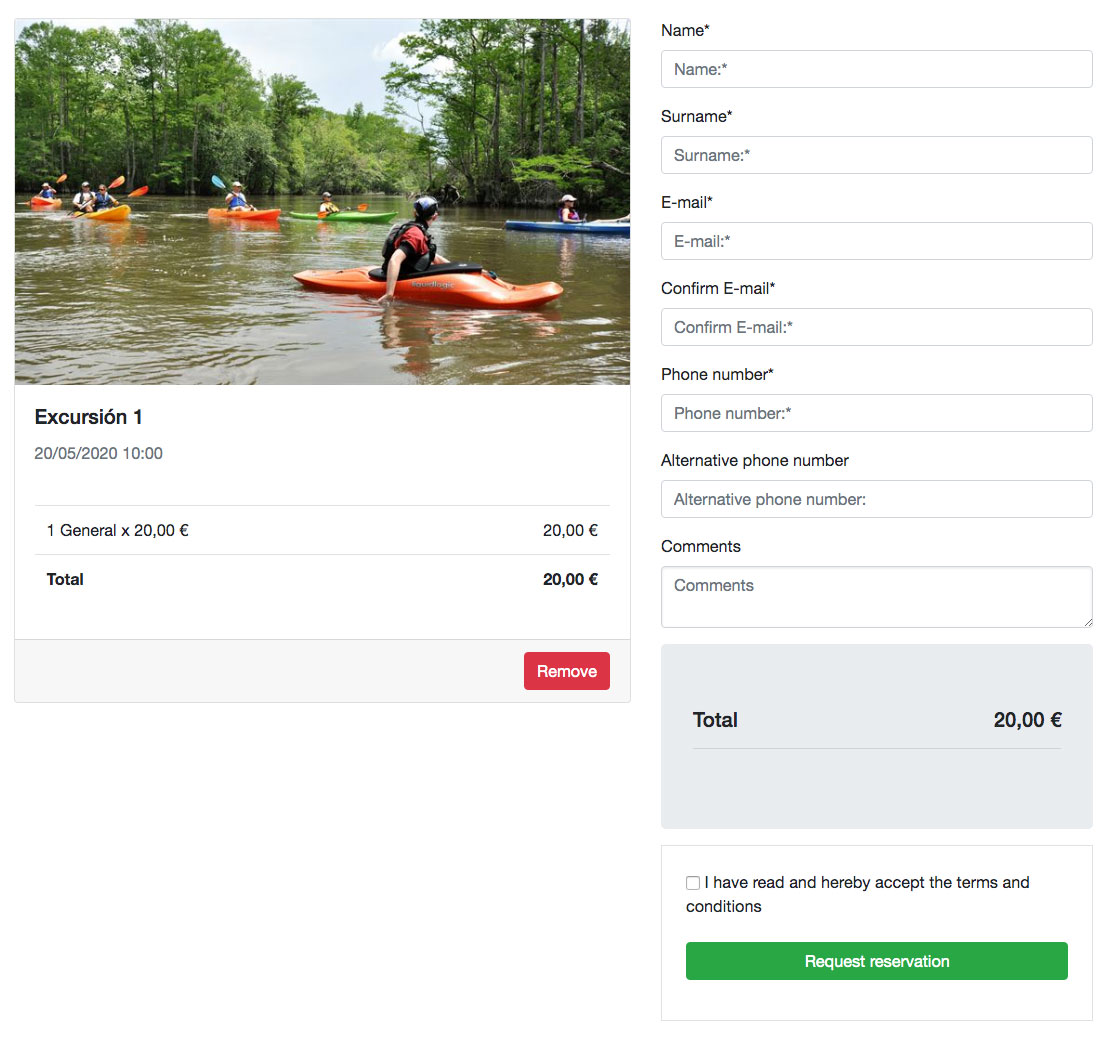 liquidlogic
Excursión 1
20/05/2020 10:00
1 General x 20,00 € 20,00 €
Total 20,00 €
Remove
Name*
Name:*
Surname*
Surname:*
E-mail*
E-mail:*
Confirm E-mail*
Confirm E-mail:*
Phone number*
Phone number:*
Alternative phone number
Alternative phone number:
Comments
Comments
Total 20,00 €
I have read and hereby accept the terms and
conditions
Request reservation